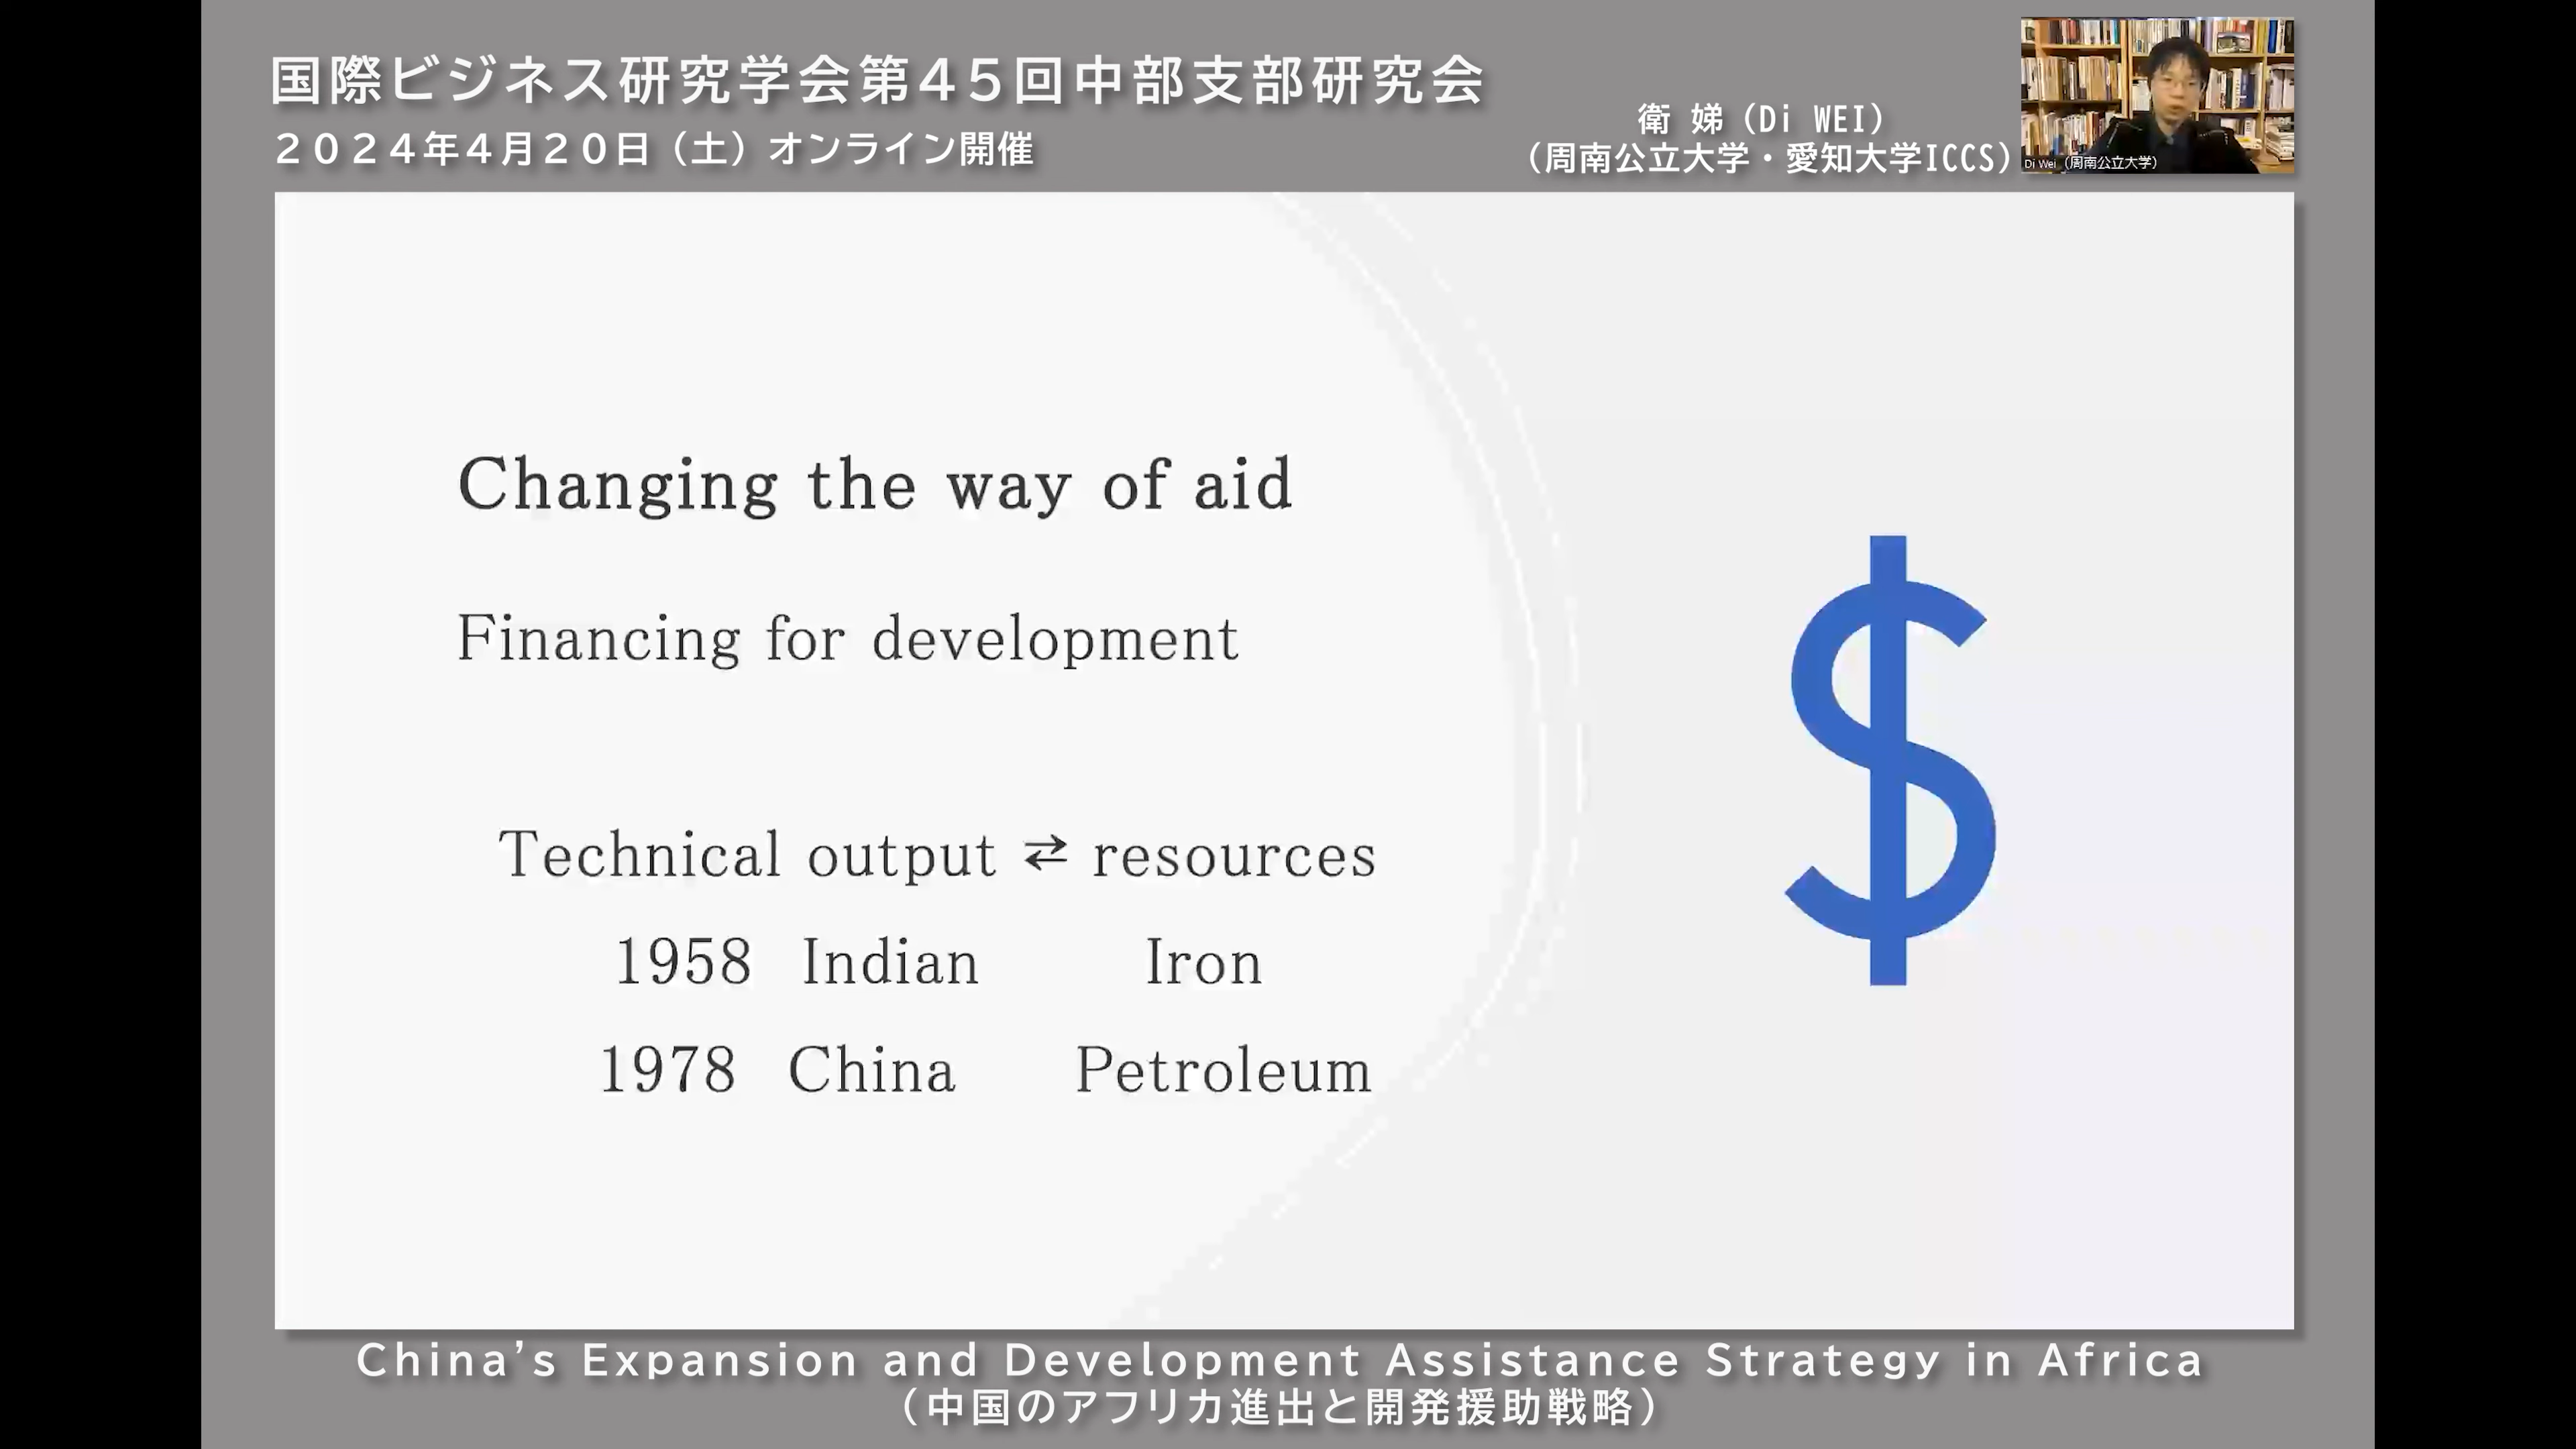 国際ビジネス研究学会第45回中部支部研究会
2024年4月20日（土）オンライン開催
衛 娣（Di WEI）
（周南公立大学・愛知大学ICCS）
Di Wei（周南公立大学）
Changing the way of aid
Financing for development
Technical output ⇄ resources
1958 Indian Iron
1978 China Petroleum
China’s Expansion and Development Assistance Strategy in Africa
（中国のアフリカ進出と開発援助戦略）